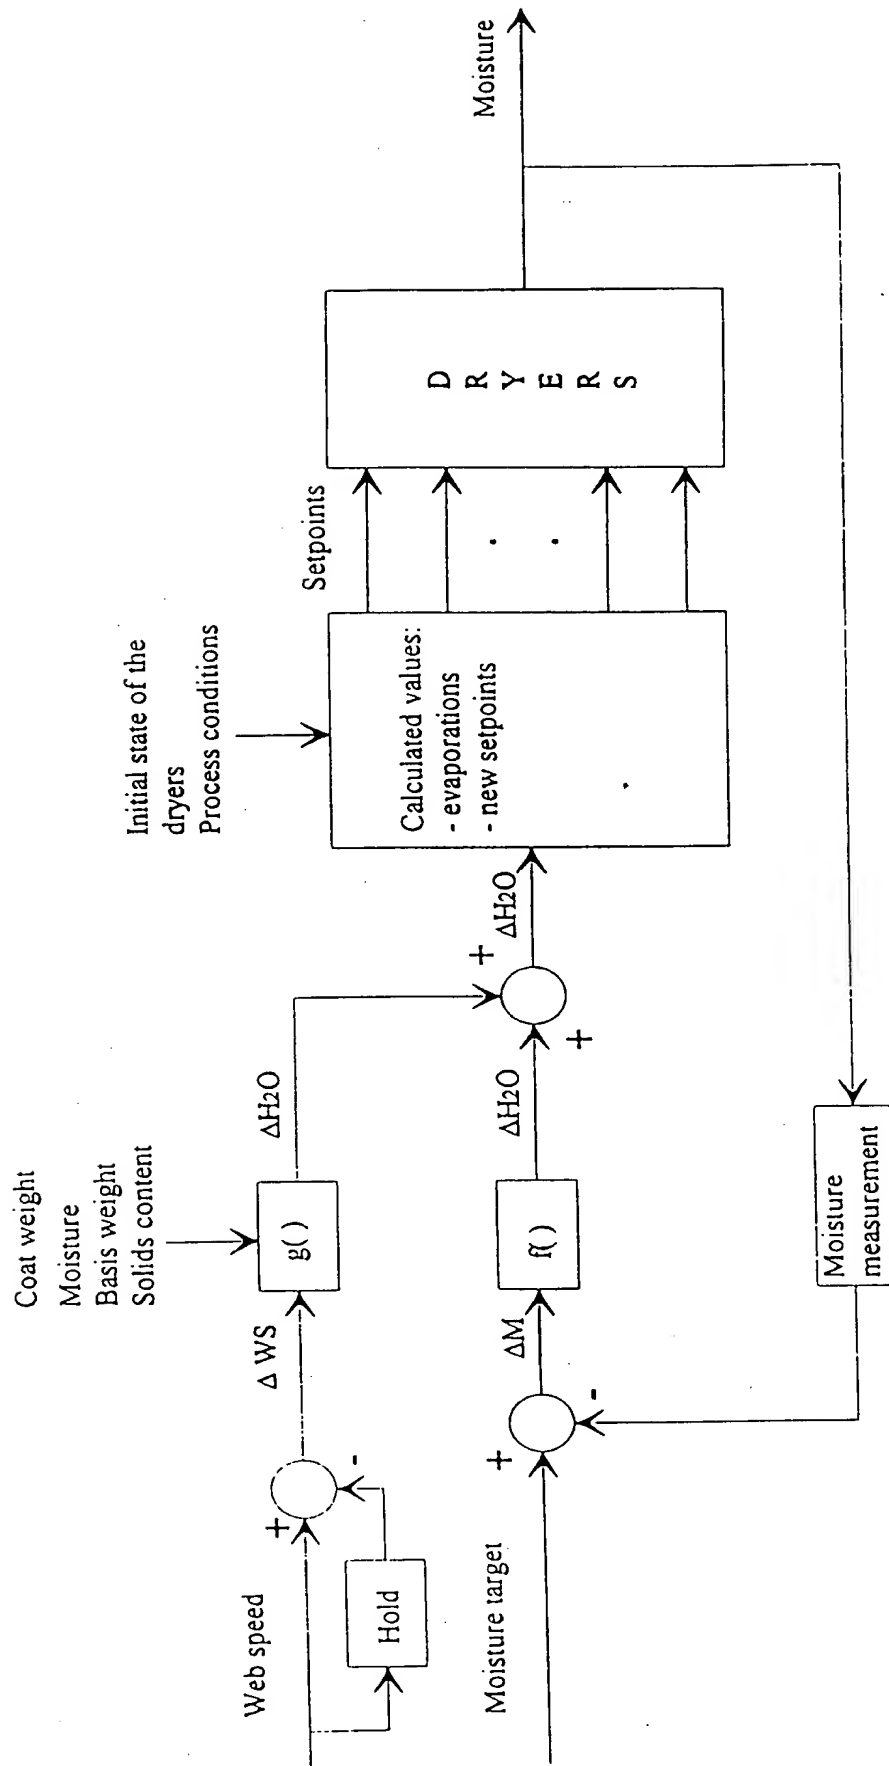 Coat weight
Moisture
Basis weight
Solids content
Initial state of the
dryers
Process conditions
Web speed
+
-
Hold
Δ WS
g( )
ΔH2O
Moisture target
+
-
ΔM
f()
ΔH2O
+
+
ΔH2O
Calculated values:
- evaporations
- new setpoints
Setpoints
D
R
Y
E
R
S
Moisture
Moisture
measurement